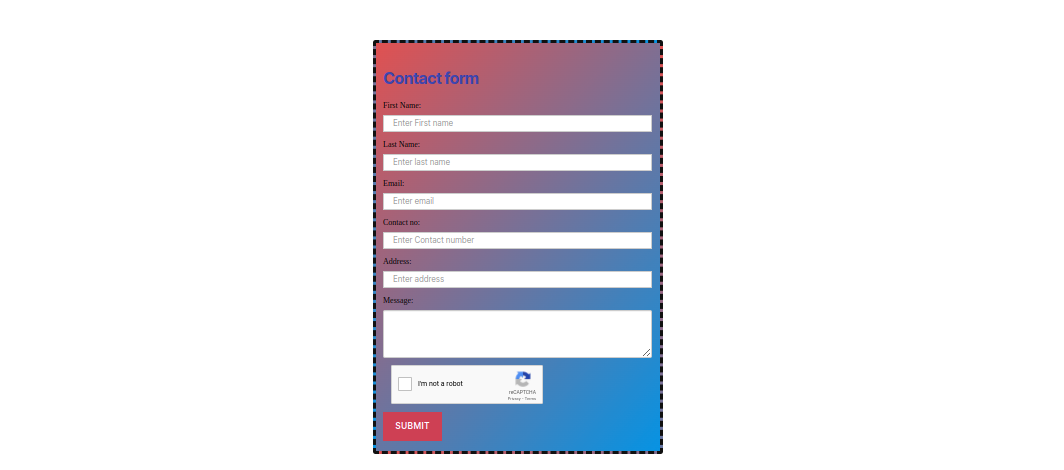 Contact form
First Name:
Enter First name
Last Name:
Enter last name
Email:
Enter email
Contact no:
Enter Contact number
Address:
Enter address
Message:
I'm not a robot
reCAPTCHA
Privacy - Terms
SUBMIT